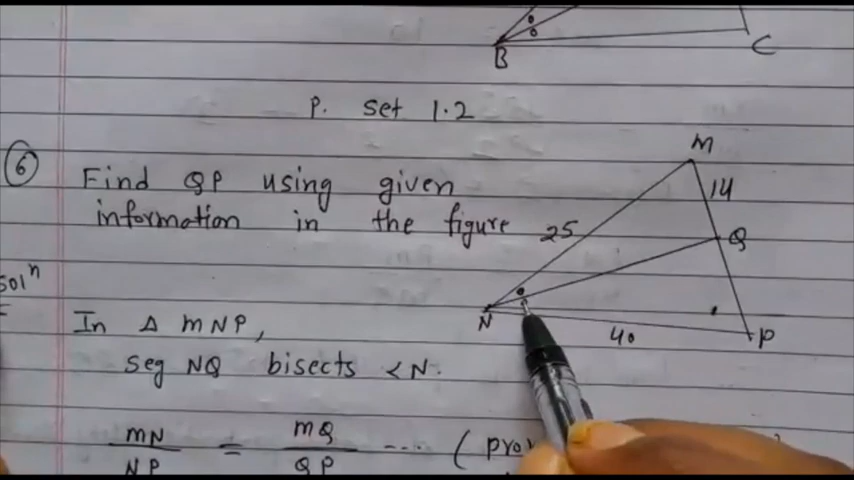 B
C
P. Set 1.2
6
Find QP using given
information in the figure
M
14
25
Q
N
40
P
Solⁿ
In Δ MNP,
seg NQ bisects <N.
MN = MQ .... (
NP QP